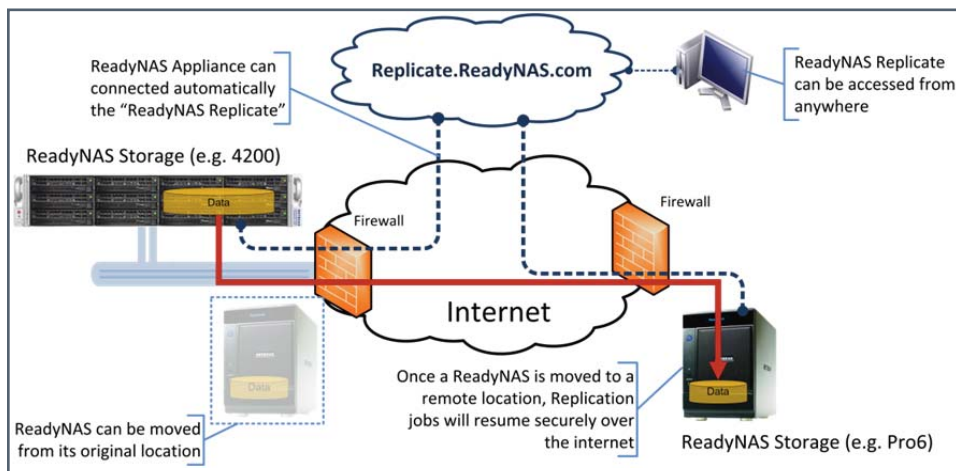 ReadyNAS Appliance can
connected automatically
the “ReadyNAS Replicate”
Replicate.ReadyNAS.com
ReadyNAS Replicate
can be accessed from
anywhere
ReadyNAS Storage (e.g. 4200)
Data
Firewall
Firewall
Internet
Data
ReadyNAS can be moved
from its original location
Once a ReadyNAS is moved to a
remote location, Replication
jobs will resume securely over
the internet
Data
ReadyNAS Storage (e.g. Pro6)